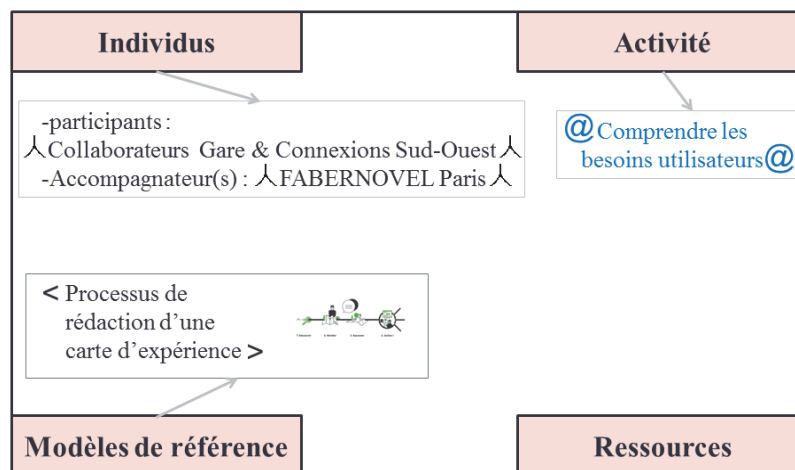 Individus
Activité
-participants :
Collaborateurs Gare & Connexions Sud-Ouest
-Accompagnateur(s) : FABERNOVEL Paris
@Comprendre les
besoins utilisateurs@
< Processus de
rédaction d’une
carte d’expérience >
Modèles de référence
Ressources